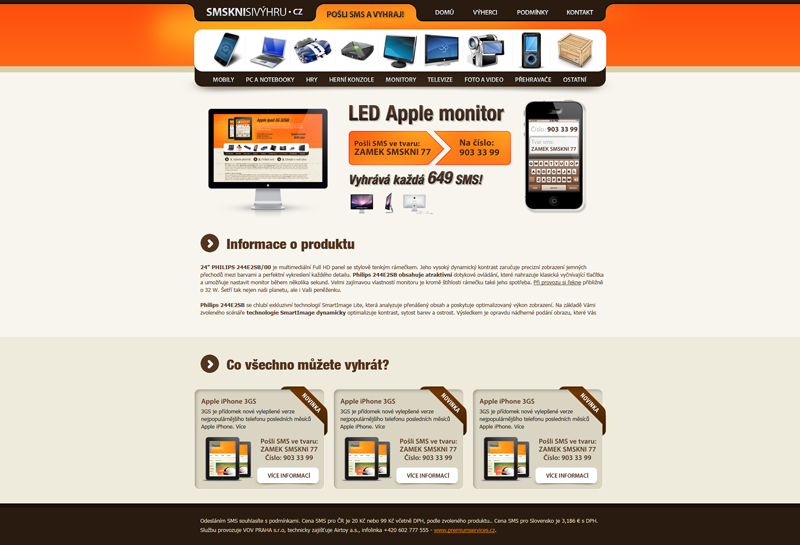 SMSKNISIVÝHRU·CZ
POŠLI SMS A VYHRAJ!
DOMŮ VÝHERCI PODMÍNKY KONTAKT
MOBILY PC A NOTEBOOKY HRY HERNÍ KONZOLE MONITORY TELEVIZE FOTO A VIDEO PŘEHRAVAČE OSTATNÍ
LED Apple monitor
Pošli SMS ve tvaru:
ZAMEK SMSKNI 77
Na číslo:
903 33 99
Vyhrává každá 649 SMS!
Číslo: 903 33 99
Tvar sms:
ZAMEK SMSKNI 77
Informace o produktu
24" PHILIPS 244E2SB/00 je multimediální Full HD panel se stylově tenkým rámečkem. Jeho vysoký dynamický kontrast zaručuje precizní zobrazení jemných
přechodů mezi barvami a perfektní vykreslení každého detailu. Philips 244E2SB obsahuje atraktivní dotykové ovládání, které nahrazuje klasická vyčnívající tlačítka
a umožňuje nastavit monitor během několika sekund. Velmi zajímavou vlastností monitoru je kromě štíhlosti rámečku také jeho spotřeba. Při provozu si řekne přibližně
o 32 W. Šetří tak nejen naši planetu, ale i Vaši peněženku.
Philips 244E2SB se chlubí exkluzivní technologií SmartImage Lite, která analyzuje přenášený obsah a poskytuje optimalizovaný výkon zobrazení. Na základě Vámi
zvoleného scénáře technologie SmartImage dynamicky optimalizuje kontrast, sytost barev a ostrost. Výsledkem je opravdu nádherné podání obrazu, které Vás
Co všechno můžete vyhrát?
Apple iPhone 3GS
NOVINKA
3GS je přídomek nové vylepšené verze
nejpopulárnějšího telefonu posledních měsíců
Apple iPhone. Více
Pošli SMS ve tvaru:
ZAMEK SMSKNI 77
Číslo: 903 33 99
VÍCE INFORMACÍ
Apple iPhone 3GS
NOVINKA
3GS je přídomek nové vylepšené verze
nejpopulárnějšího telefonu posledních měsíců
Apple iPhone. Více
Pošli SMS ve tvaru:
ZAMEK SMSKNI 77
Číslo: 903 33 99
VÍCE INFORMACÍ
Apple iPhone 3GS
NOVINKA
3GS je přídomek nové vylepšené verze
nejpopulárnějšího telefonu posledních měsíců
Apple iPhone. Více
Pošli SMS ve tvaru:
ZAMEK SMSKNI 77
Číslo: 903 33 99
VÍCE INFORMACÍ
Odesláním SMS souhlasíte s podmínkami. Cena SMS pro ČR je 20 Kč nebo 99 Kč včetně DPH, podle zvoleného produktu.. Cena SMS pro Slovensko je 3,186 € s DPH.
Službu provozuje VOV PRAHA s.r.o, technicky zajišťuje Airtoy a.s., infolinka +420 602 777 555 - www.premiumservices.cz.